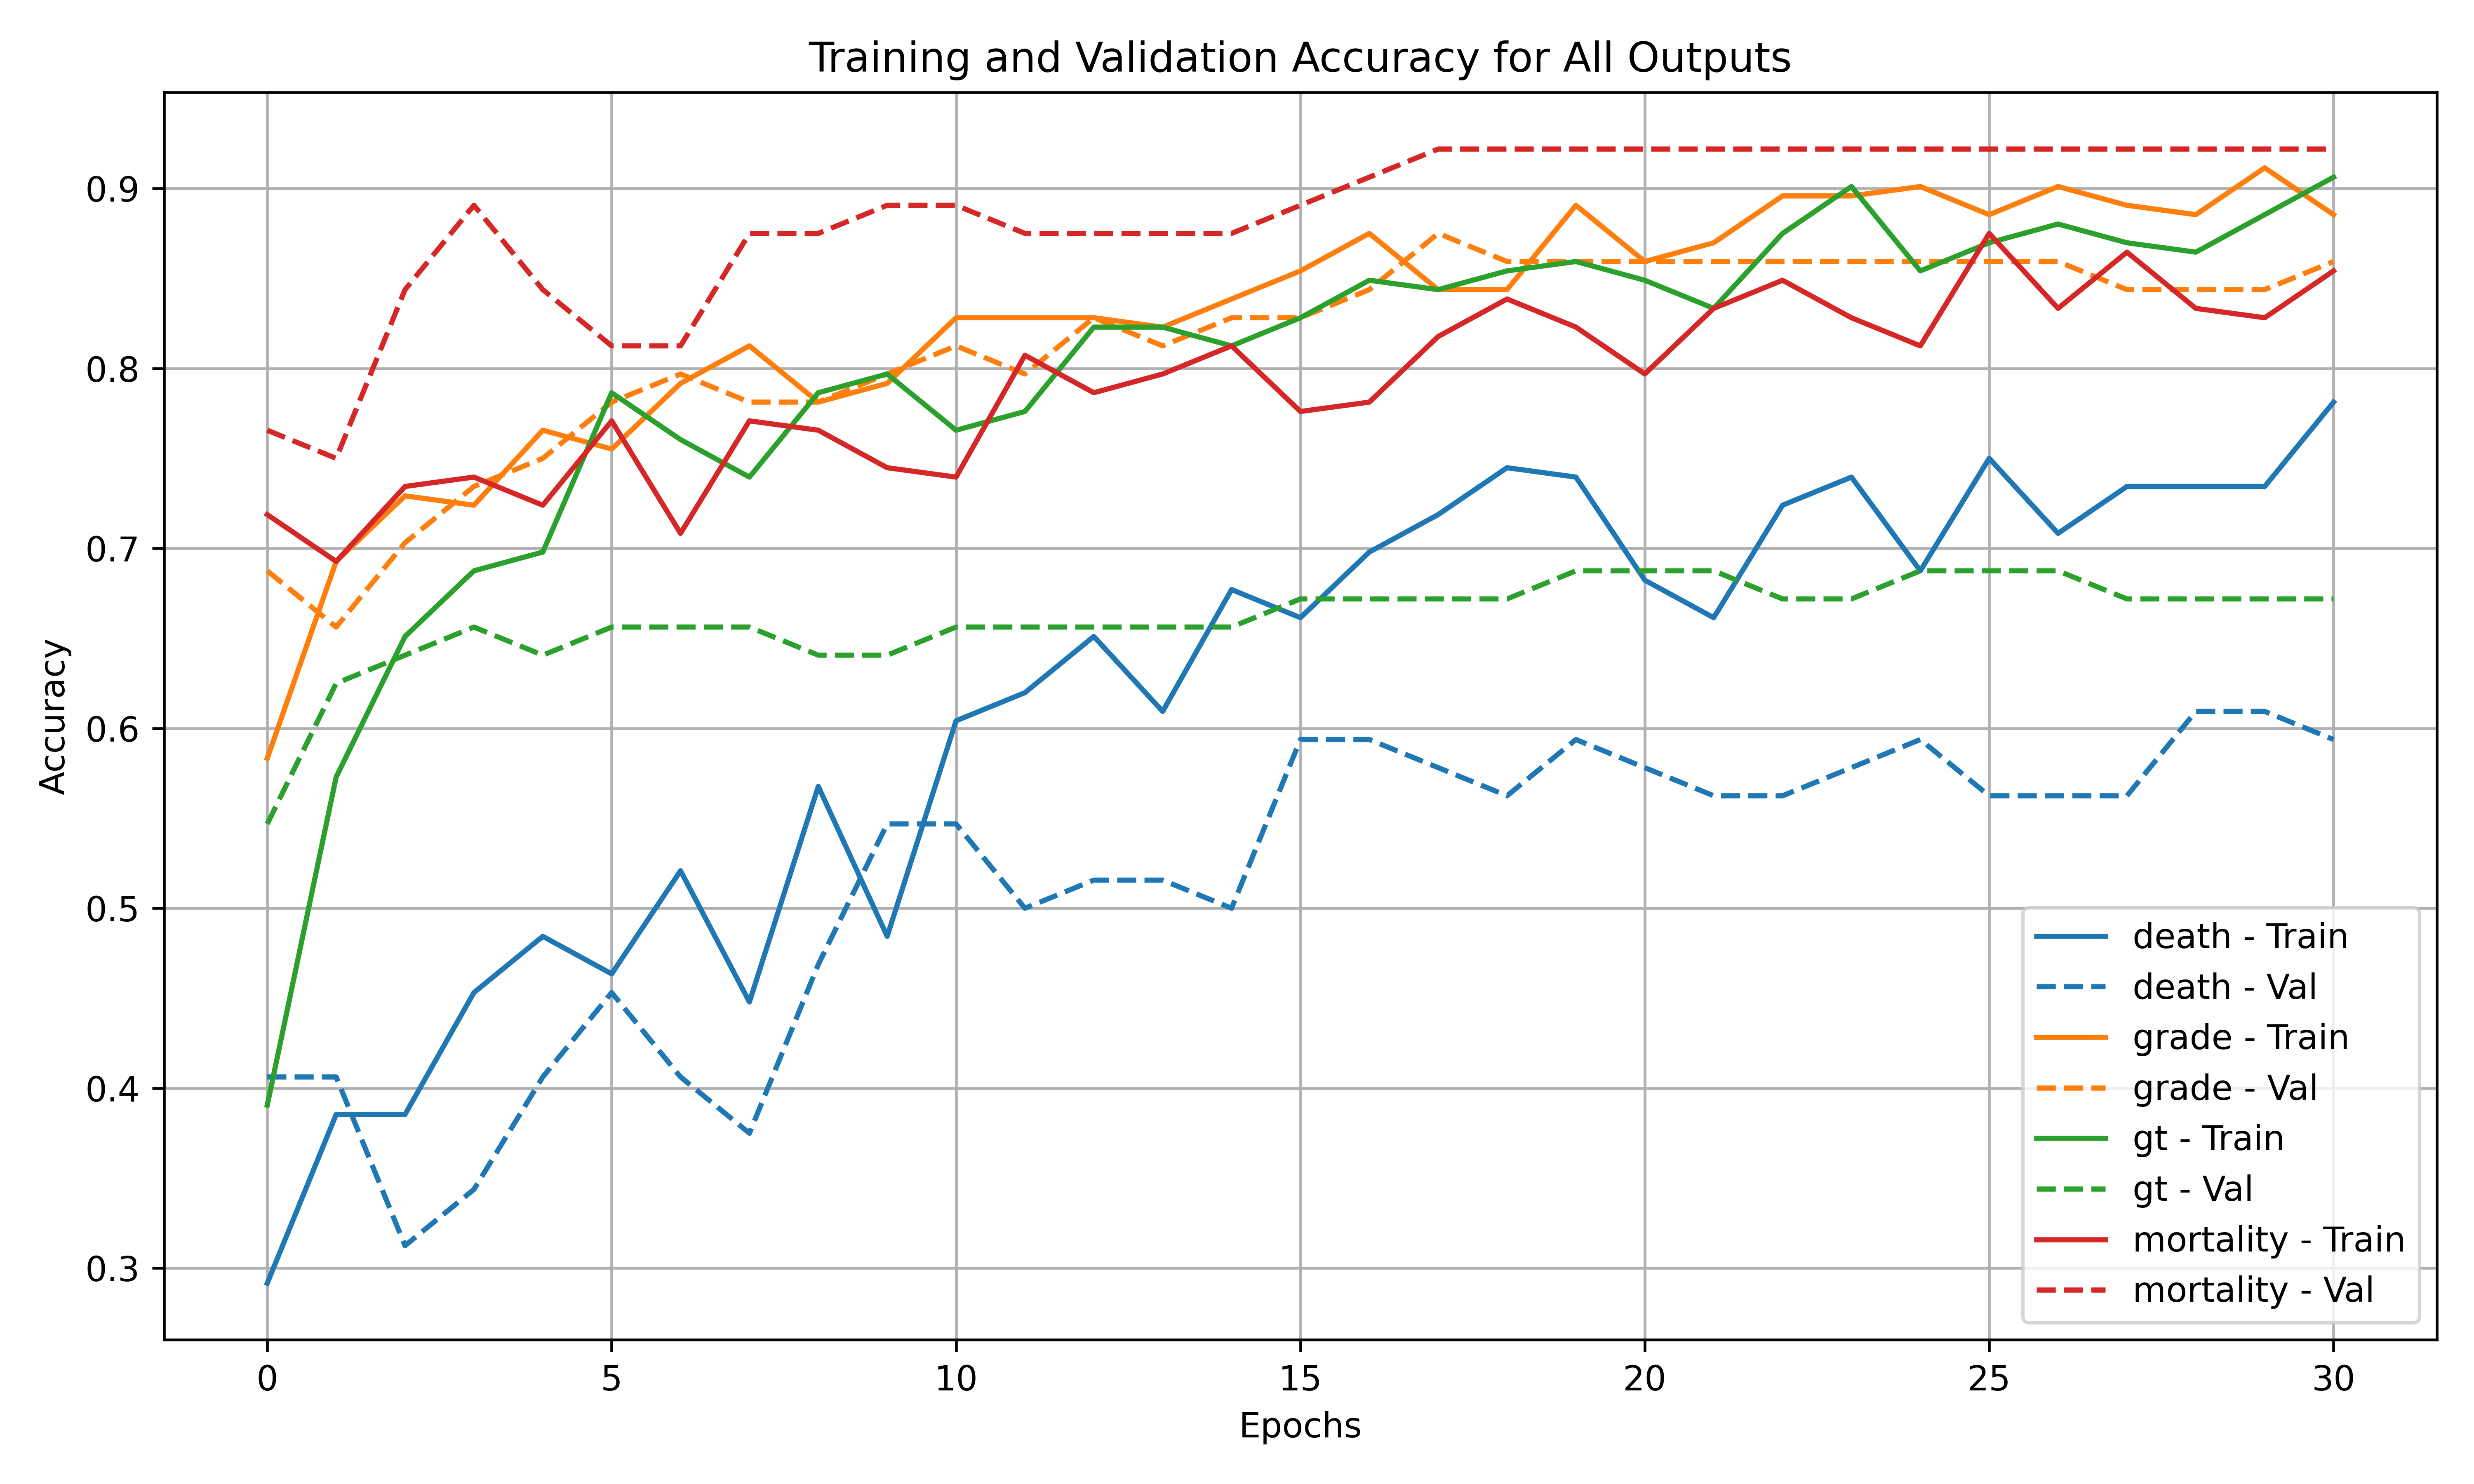 Training and Validation Accuracy for All Outputs
Accuracy
0.9
0.8
0.7
0.6
0.5
0.4
0.3
death - Train
death - Val
grade - Train
grade - Val
gt - Train
gt - Val
mortality - Train
mortality - Val
0 5 10 15 20 25 30
Epochs